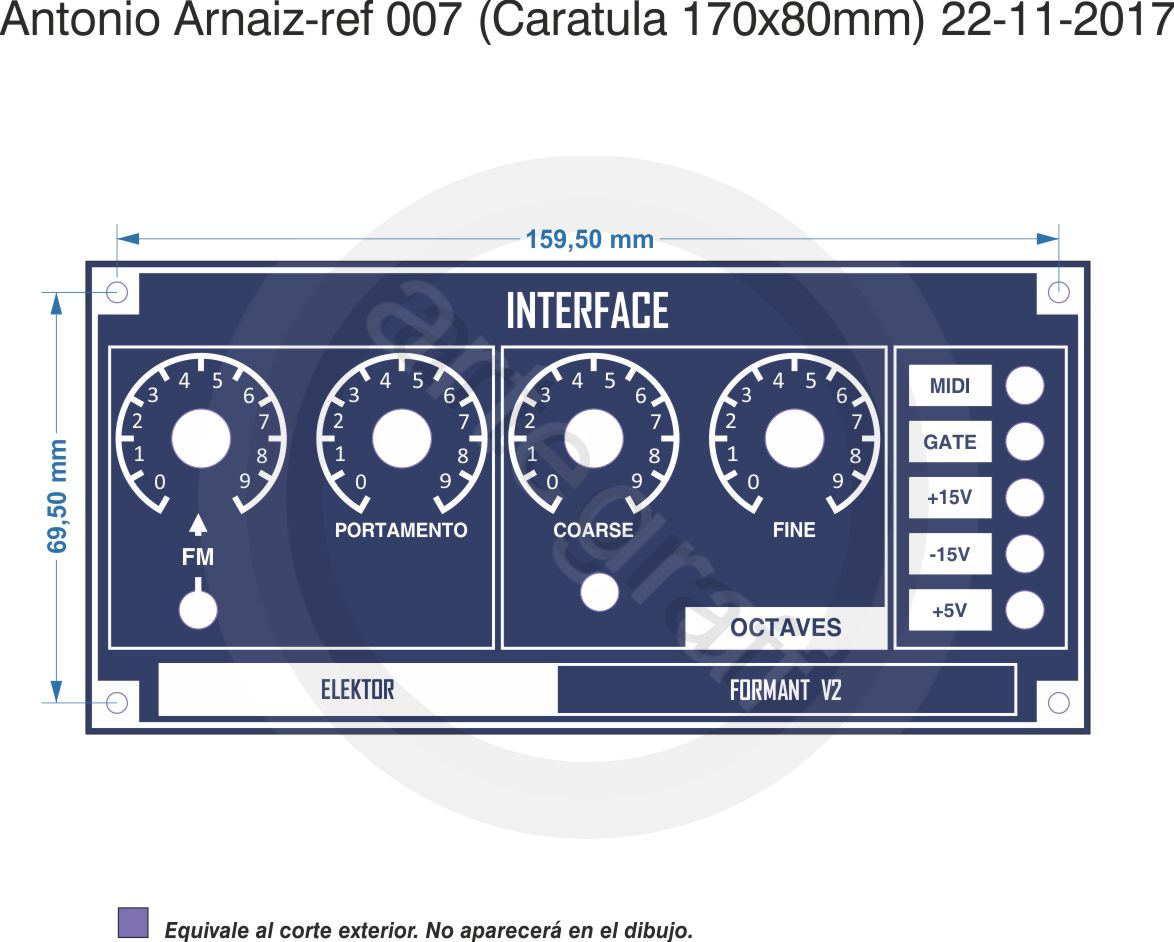 Antonio Arnaiz-ref 007 (Caratula 170x80mm) 22-11-2017
159,50 mm
69,50 mm
INTERFACE
0 1 2 3 4 5 6 7 8 9
0 1 2 3 4 5 6 7 8 9
0 1 2 3 4 5 6 7 8 9
0 1 2 3 4 5 6 7 8 9
PORTAMENTO
COARSE
FINE
FM
OCTAVES
MIDI
GATE
+15V
-15V
+5V
ELEKTOR
FORMANT V2
artegraf
Equivale al corte exterior. No aparecerá en el dibujo.